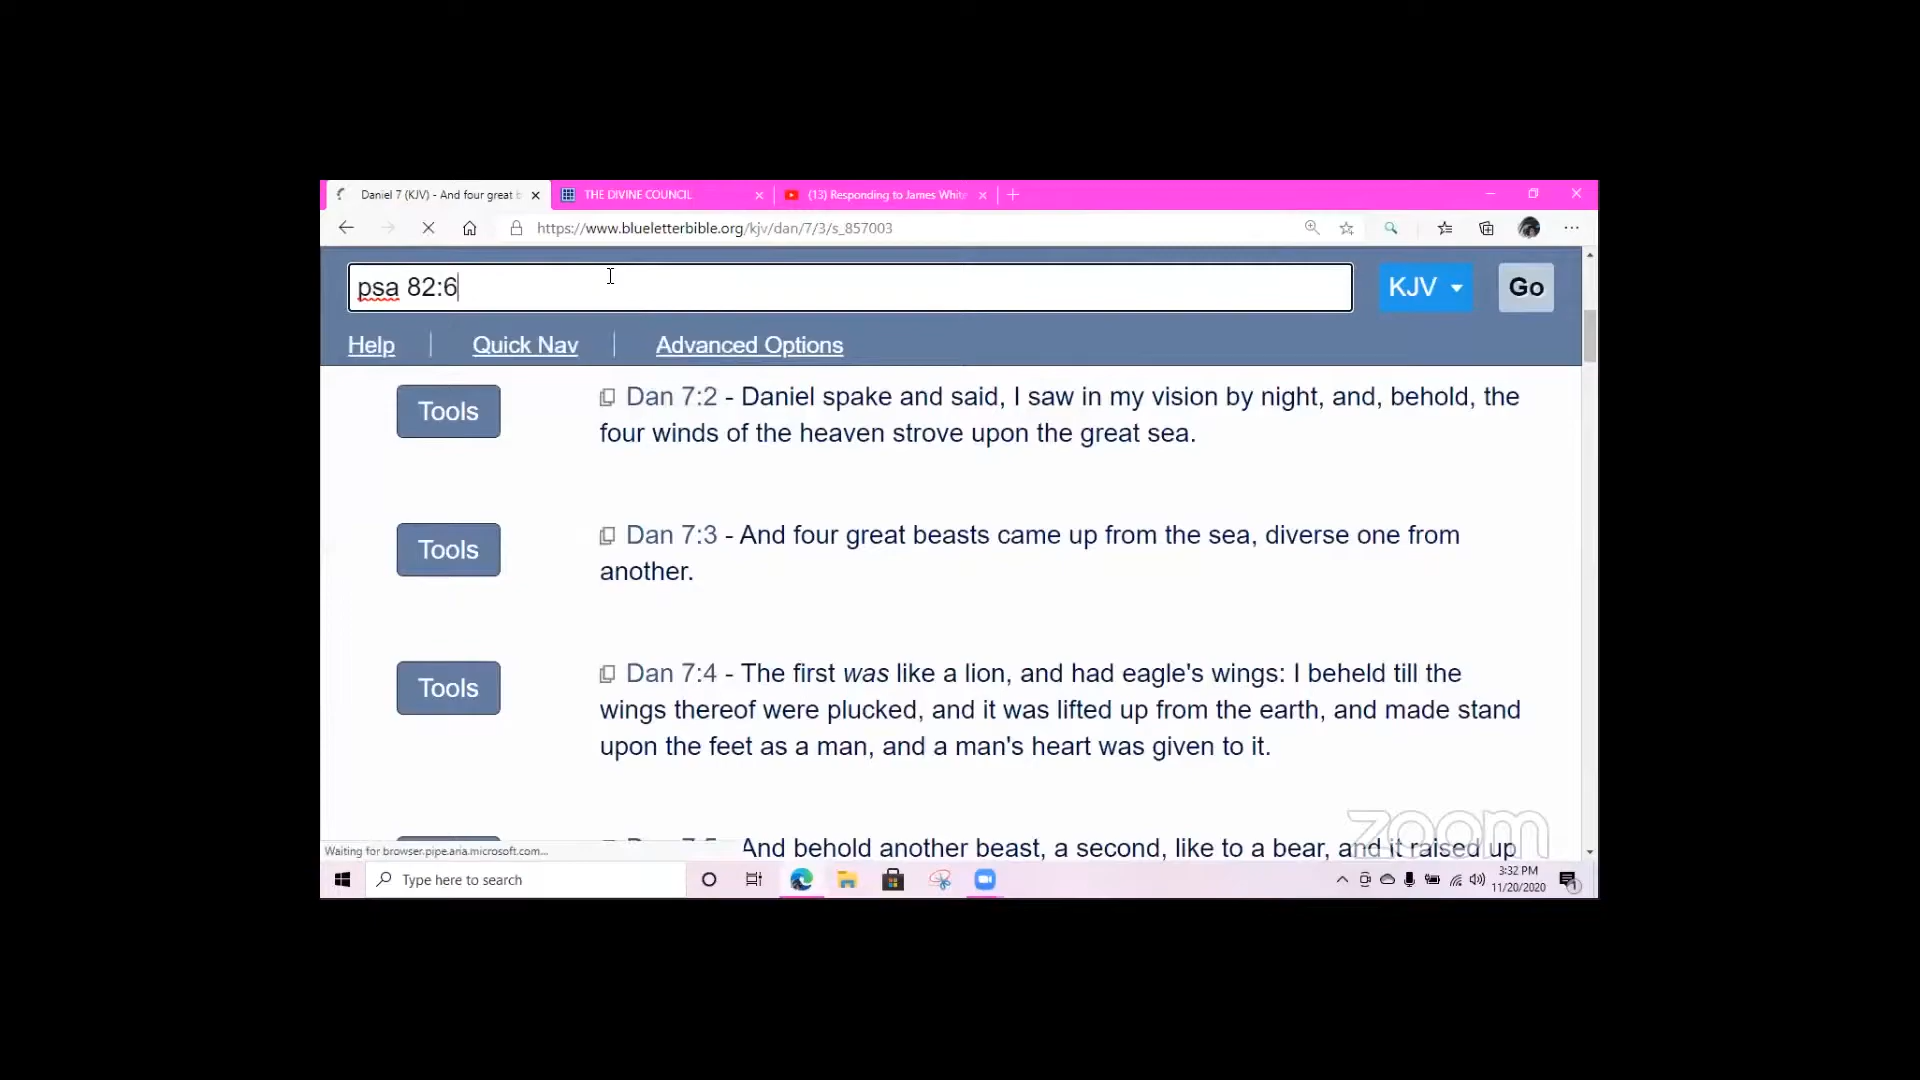 Daniel 7 (KJV) - And four great b
THE DIVINE COUNCIL
(13) Responding to James White
https://www.blueletterbible.org/kjv/dan/7/3/s_857003
psa 82:6
KJV
Go
Help
Quick Nav
Advanced Options
Tools
Dan 7:2 - Daniel spake and said, I saw in my vision by night, and, behold, the
four winds of the heaven strove upon the great sea.
Tools
Dan 7:3 - And four great beasts came up from the sea, diverse one from
another.
Tools
Dan 7:4 - The first was like a lion, and had eagle's wings: I beheld till the
wings thereof were plucked, and it was lifted up from the earth, and made stand
upon the feet as a man, and a man's heart was given to it.
And behold another beast, a second, like to a bear, and it raised up
zoom
Waiting for browser.pipe.aria.microsoft.com...
Type here to search
3:32 PM
11/20/2020
1